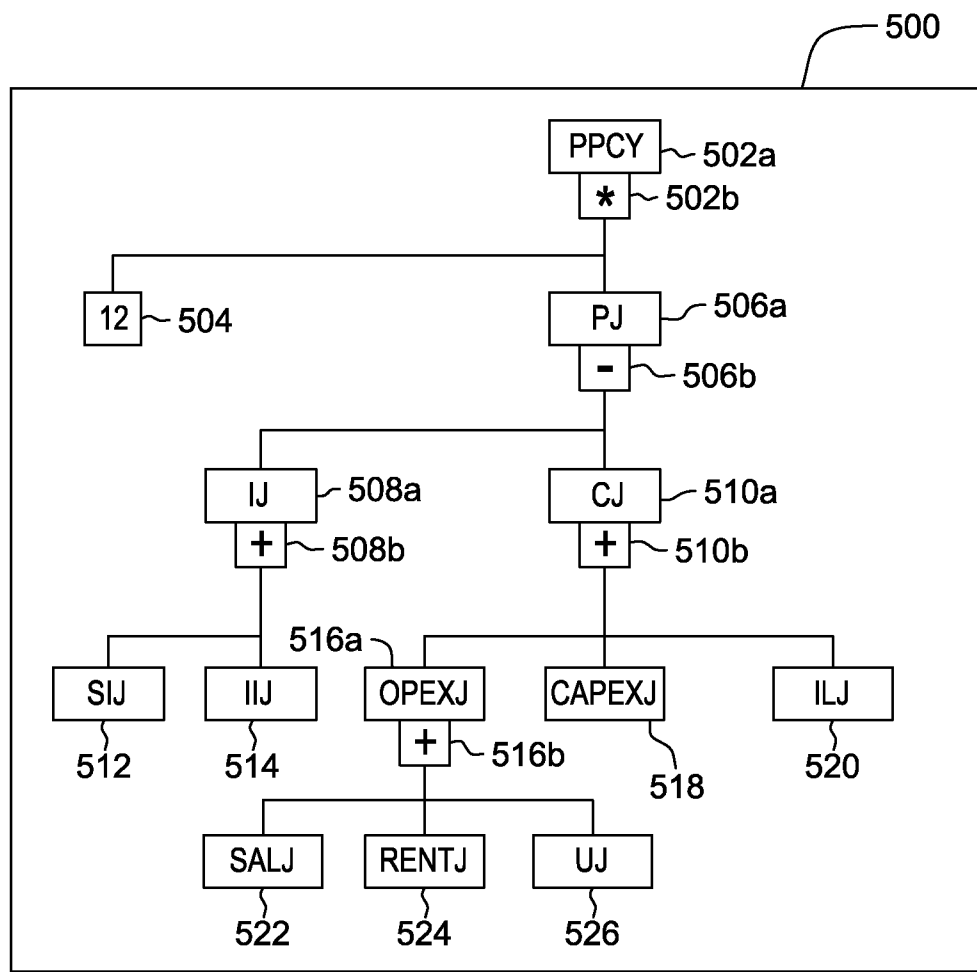 500
PPCY
502a
*
502b
12
504
PJ
506a
-
506b
IJ
508a
+
508b
CJ
510a
+
510b
516a
SIJ
512
IIJ
514
OPEXJ
+
516b
CAPEXJ
518
ILJ
520
SALJ
522
RENTJ
524
UJ
526